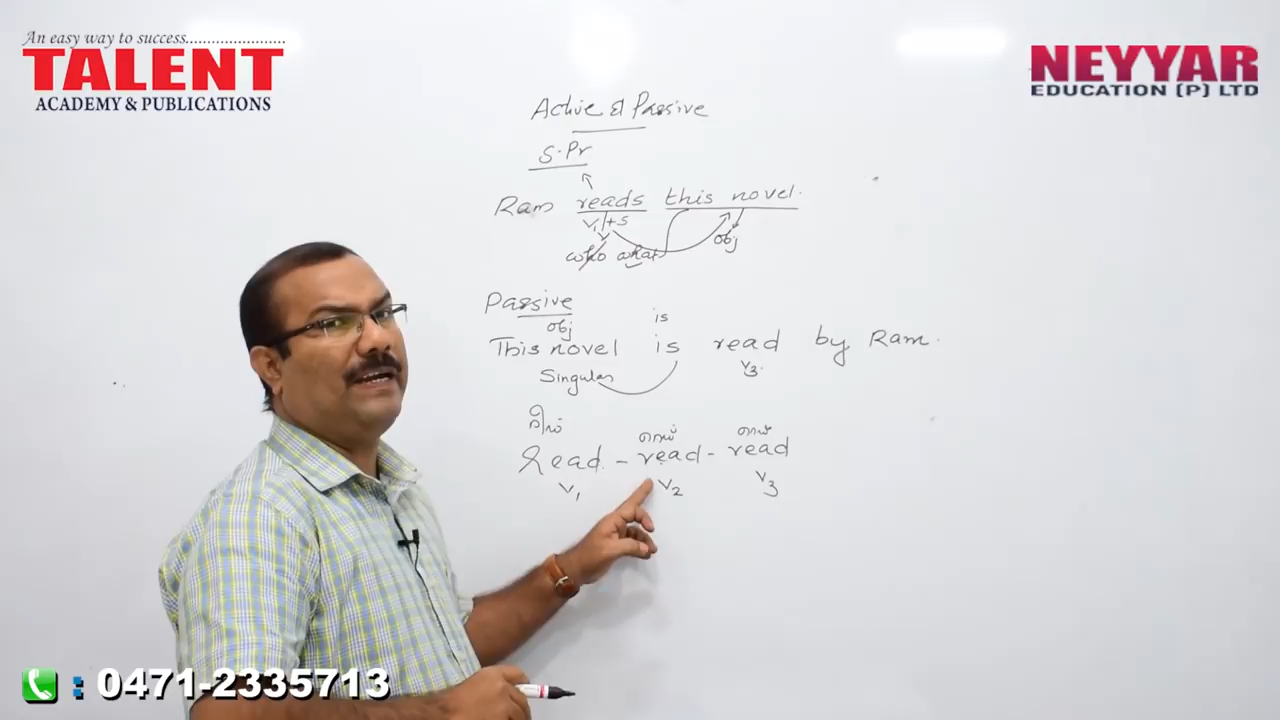 An easy way to success.......................
TALENT
ACADEMY & PUBLICATIONS
NEYYAR
EDUCATION (P) LTD
Active & Passive
S.Pr
Ram reads this novel.
V1+S
who what obj
Passive
obj is
This novel is read by Ram.
Singular V3
റീഡ് റെഡ് റെഡ്
Read - read - read
V1 V2 V3
: 0471-2335713